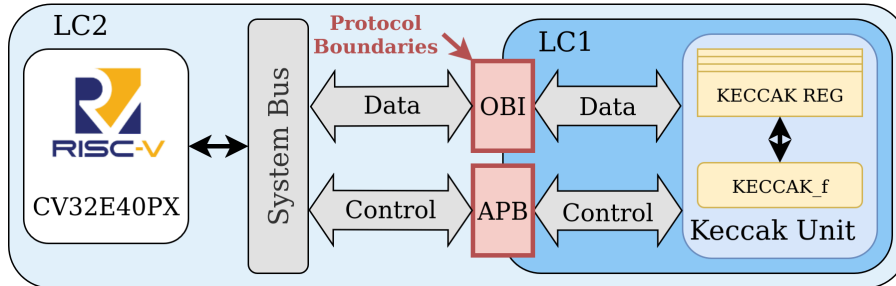 LC2
Protocol
Boundaries
LC1
RISC-V
CV32E40PX
System Bus
Data
OBI
Data
KECCAK REG
KECCAK_f
Control
APB
Control
Keccak Unit